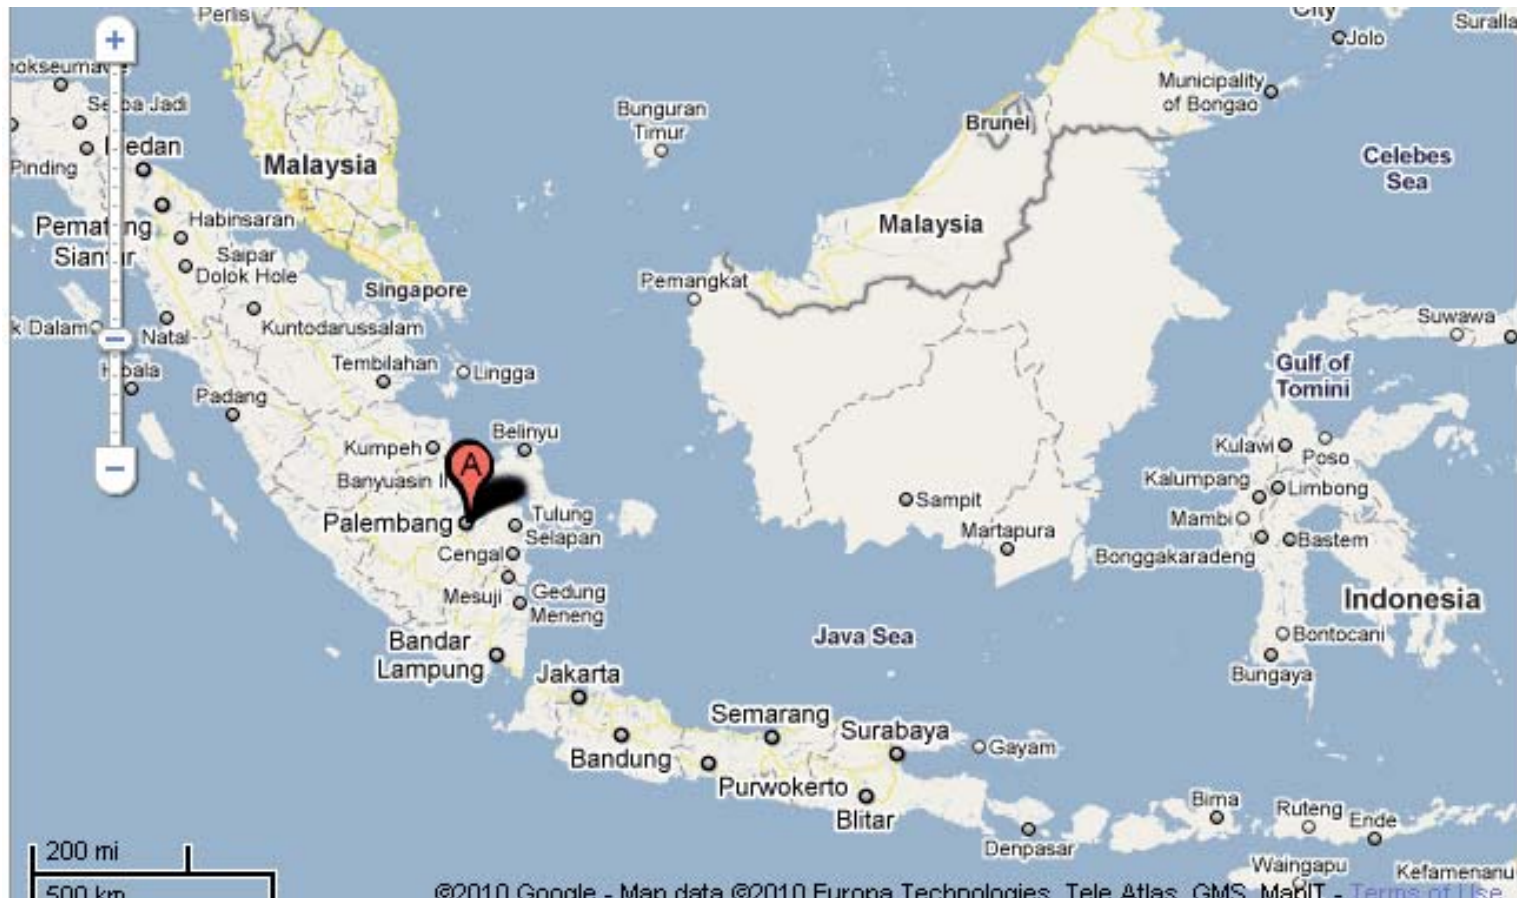 Perlis
City
Jolo
Suralla
Municipality
of Bongao
Bunguran
Timur
Brunei
Malaysia
Celebes
Sea
Pinding
Habinsaran
Malaysia
Saipar
Dolok Hole
Singapore
Pemangkat
Kuntodarussalam
Natal
Suwawa
Tembilahan
Lingga
Gulf of
Tomini
Padang
Kumpeh
Belinyu
A
Banyuasin II
Kulawi
Poso
Kalumpang
Limbong
Palembang
Tulung
Selapan
Sampit
Mambi
Martapura
Cengal
Bonggakaradeng
Bastem
Mesuji
Gedung
Meneng
Indonesia
Java Sea
Bontocani
Bandar
Lampung
Bungaya
Jakarta
Semarang
Surabaya
Gayam
Bandung
Purwokerto
Blitar
Denpasar
Bima
Ruteng
Ende
Waingapu
Kefamenanu
200 mi
500 km
©2010 Google - Map data ©2010 Europa Technologies, Tele Atlas, GMS, MapIT - Terms of Use